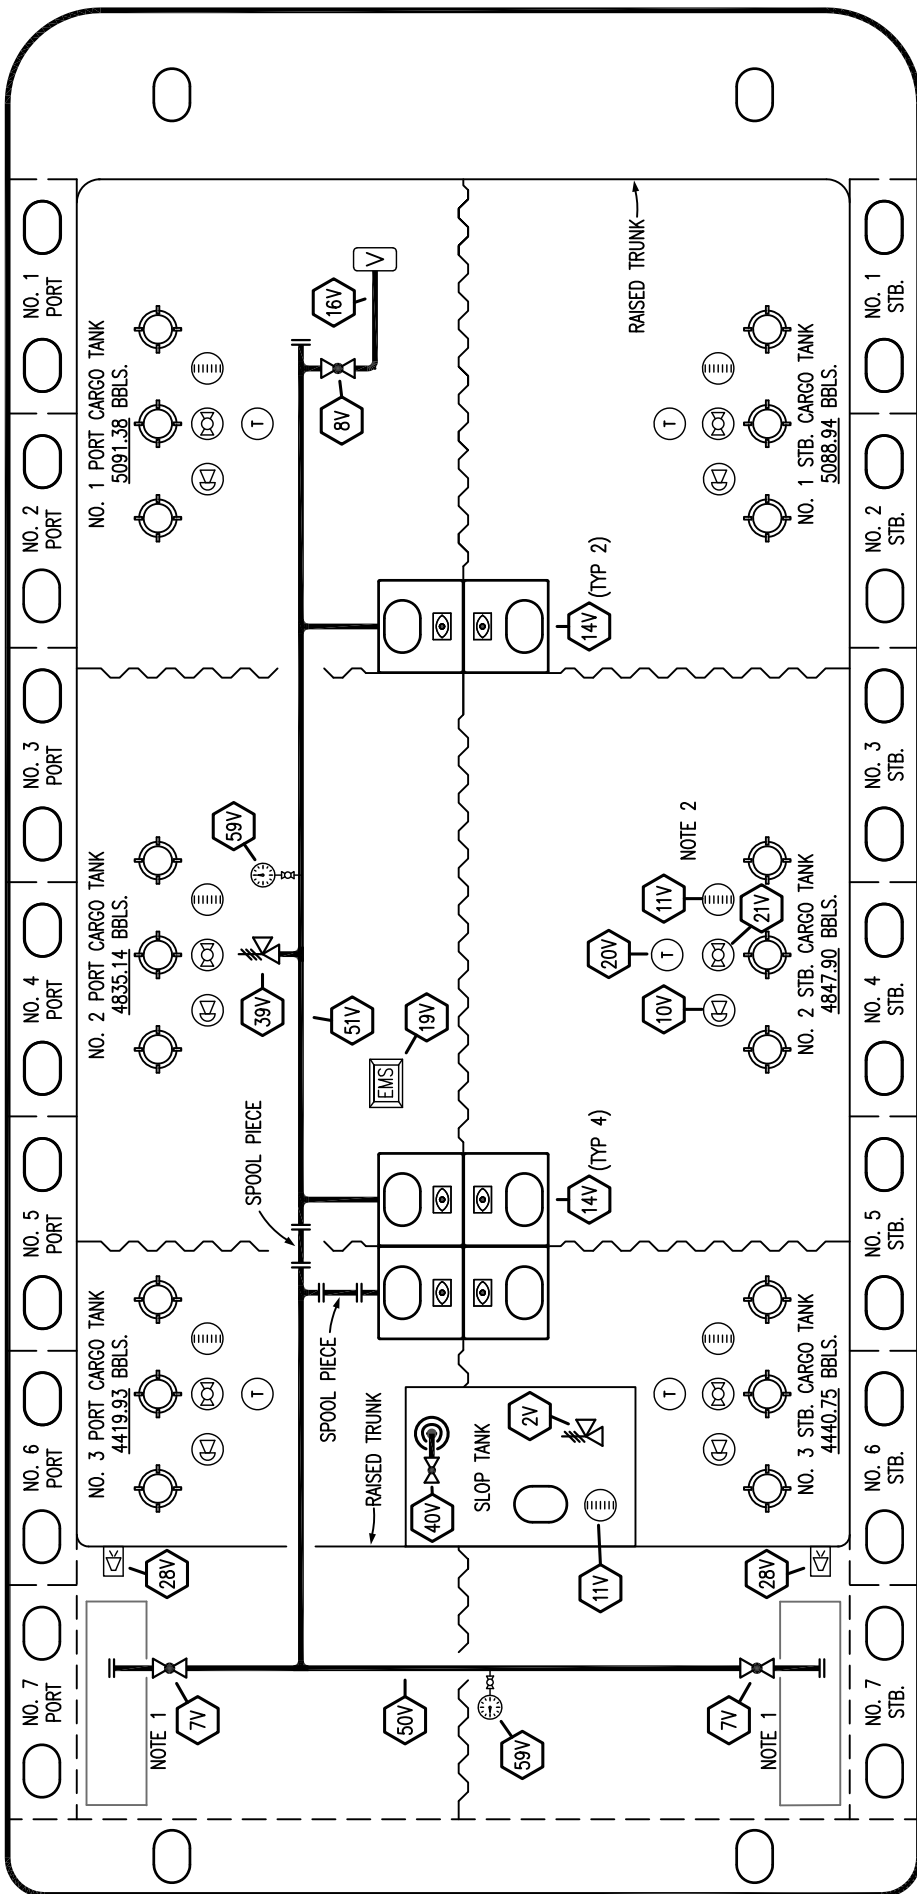 NO. 1
PORT
NO. 2
PORT
NO. 3
PORT
NO. 4
PORT
NO. 5
PORT
NO. 6
PORT
NO. 7
PORT
NO. 1 PORT CARGO TANK
5091.38 BBLS.
NO. 2 PORT CARGO TANK
4835.14 BBLS.
NO. 3 PORT CARGO TANK
4419.93 BBLS.
T
T
16V
V
8V
59V
39V
51V
19V
EMS
SPOOL PIECE
SPOOL PIECE
RAISED TRUNK
28V
7V
NOTE 1
50V
59V
40V
SLOP TANK
2V
11V
14V
(TYP 2)
14V
(TYP 4)
RAISED TRUNK
NOTE 2
11V
20V
T
21V
10V
T
T
28V
7V
NOTE 1
NO. 1 STB. CARGO TANK
5088.94 BBLS.
NO. 2 STB. CARGO TANK
4847.90 BBLS.
NO. 3 STB. CARGO TANK
4440.75 BBLS.
NO. 1
STB.
NO. 2
STB.
NO. 3
STB.
NO. 4
STB.
NO. 5
STB.
NO. 6
STB.
NO. 7
STB.